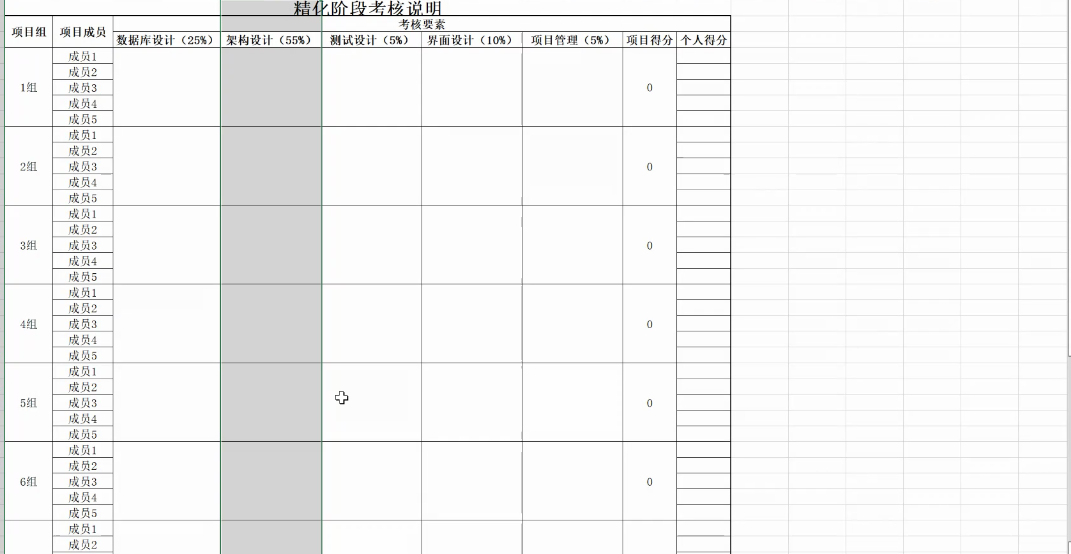 精化阶段考核说明
项目组 项目成员 考核要素
数据库设计（25%） 架构设计（55%） 测试设计（5%） 界面设计（10%） 项目管理（5%） 项目得分 个人得分
成员1
成员2
1组 成员3 0
成员4
成员5
成员1
成员2
2组 成员3 0
成员4
成员5
成员1
成员2
3组 成员3 0
成员4
成员5
成员1
成员2
4组 成员3 0
成员4
成员5
成员1
成员2
5组 成员3 0
成员4
成员5
成员1
成员2
6组 成员3 0
成员4
成员5
成员1
成员2